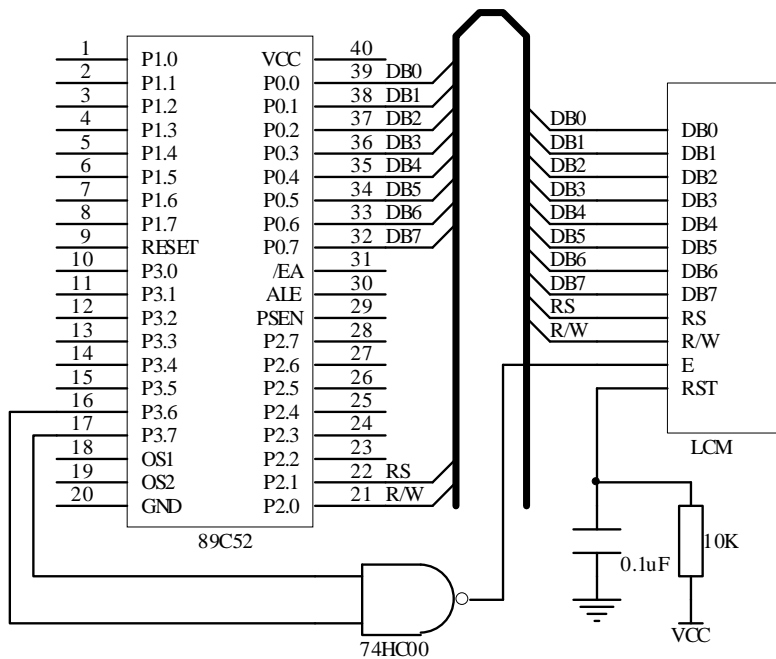 1 P1.0 VCC 40
2 P1.1 P0.0 39 DB0
3 P1.2 P0.1 38 DB1
4 P1.3 P0.2 37 DB2
5 P1.4 P0.3 36 DB3
6 P1.5 P0.4 35 DB4
7 P1.6 P0.5 34 DB5
8 P1.7 P0.6 33 DB6
9 RESET P0.7 32 DB7
10 P3.0 /EA 31
11 P3.1 ALE 30
12 P3.2 PSEN 29
13 P3.3 P2.7 28
14 P3.4 P2.6 27
15 P3.5 P2.5 26
16 P3.6 P2.4 25
17 P3.7 P2.3 24
18 OS1 P2.2 23
19 OS2 P2.1 22 RS
20 GND P2.0 21 R/W
89C52
DB0 DB0
DB1 DB1
DB2 DB2
DB3 DB3
DB4 DB4
DB5 DB5
DB6 DB6
DB7 DB7
RS RS
R/W R/W
E
RST
LCM
0.1uF
10K
VCC
74HC00